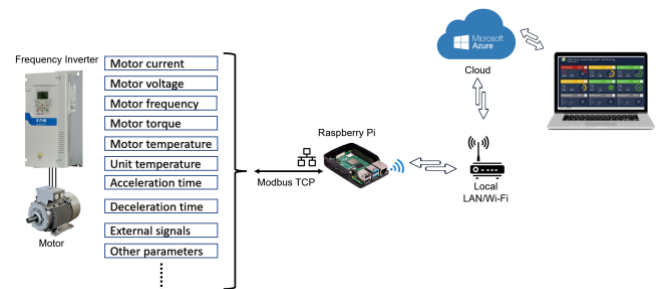 Frequency Inverter
EATON
Motor
Motor current
Motor voltage
Motor frequency
Motor torque
Motor temperature
Unit temperature
Acceleration time
Deceleration time
External signals
Other parameters
Modbus TCP
Raspberry Pi
Microsoft
Azure
Cloud
Local
LAN/Wi-Fi